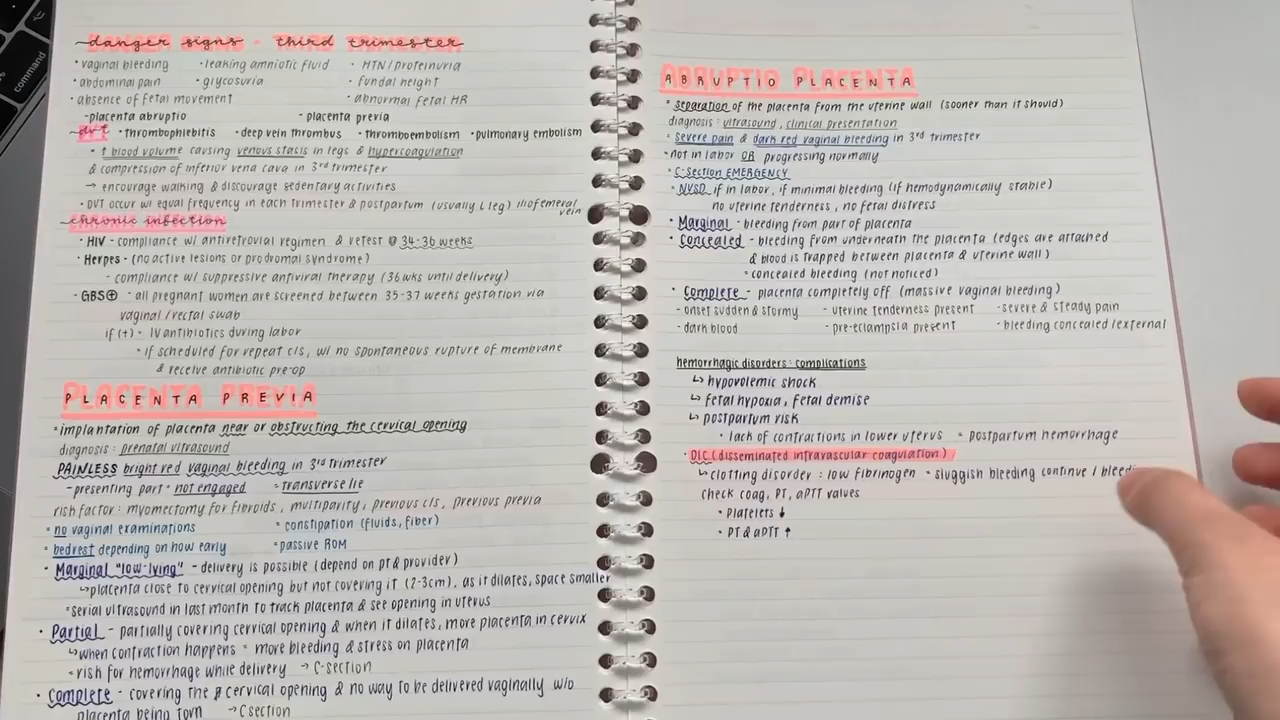 command
danger signs - third trimester
• vaginal bleeding • leaking amniotic fluid • HTN/proteinuria
• abdominal pain • glycosuria • fundal height
• absence of fetal movement • abnormal fetal HR
-placenta abruptio - placenta previa
dvt • thrombophlebitis • deep vein thrombus • thromboembolism • pulmonary embolism
- ↑ blood volume causing venous stasis in legs & hypercoagulation
& compression of inferior vena cava in 3rd trimester
→ encourage walking & discourage sedentary activities
• DVT occur w/ equal frequency in each trimester & postpartum (usually L leg) iliofemoral vein
chronic infection
• HIV - compliance w/ antiretrovial regimen & retest @ 34-36 weeks
• Herpes - (no active lesions or prodromal syndrome)
- compliance w/ suppressive antiviral therapy (36 wks until delivery)
• GBS⊕ - all pregnant women are screened between 35-37 weeks gestation via
vaginal/rectal swab
if (+) = IV antibiotics during labor
• if scheduled for repeat c/s, w/ no spontaneous rupture of membrane
& receive antibiotic pre-op
PLACENTA PREVIA
• implantation of placenta near or obstructing the cervical opening
diagnosis: prenatal ultrasound
PAINLESS bright red vaginal bleeding in 3rd trimester
- presenting part • not engaged = transverse lie
risk factor: myomectomy for fibroids, multiparity, previous c/s, previous previa
• no vaginal examinations • constipation (fluids, fiber)
• bedrest depending on how early • passive ROM
• Marginal "low-lying" - delivery is possible (depend on pt & provider)
↳ placenta close to cervical opening but not covering it (2-3cm), as it dilates, space smaller
• serial ultrasound in last month to track placenta & see opening in uterus
• Partial - partially covering cervical opening & when it dilates, more placenta in cervix
↳ when contraction happens = more bleeding & stress on placenta
• risk for hemorrhage while delivery → C-section
• Complete - covering the cervical opening & no way to be delivered vaginally w/o
placenta being torn → C section
ABRUPTIO PLACENTA
• separation of the placenta from the uterine wall (sooner than it should)
diagnosis: ultrasound, clinical presentation
• severe pain & dark red vaginal bleeding in 3rd trimester
- not in labor OR progressing normally
• C-section EMERGENCY
• NVSD if in labor, if minimal bleeding (if hemodynamically stable)
no uterine tenderness, no fetal distress
• Marginal - bleeding from part of placenta
• Concealed - bleeding from underneath the placenta (edges are attached
& blood is trapped between placenta & uterine wall)
• concealed bleeding (not noticed)
• Complete - placenta completely off (massive vaginal bleeding)
- onset sudden & stormy - uterine tenderness present - severe & steady pain
- dark blood - pre-eclampsia present - bleeding concealed/external
hemorrhagic disorders: complications
↳ hypovolemic shock
↳ fetal hypoxia, fetal demise
↳ postpartum risk
• lack of contractions in lower uterus = postpartum hemorrhage
• DIC (disseminated intravascular coagulation)
↳ clotting disorder: low fibrinogen = sluggish bleeding continue /
check coag, PT, aPTT values
• Platelets ↓
• PT & aPTT ↑